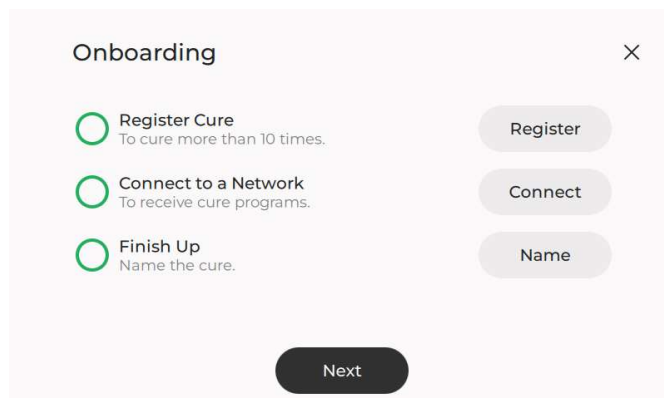 Onboarding
Register Cure
To cure more than 10 times.
Register
Connect to a Network
To receive cure programs.
Connect
Finish Up
Name the cure.
Name
Next